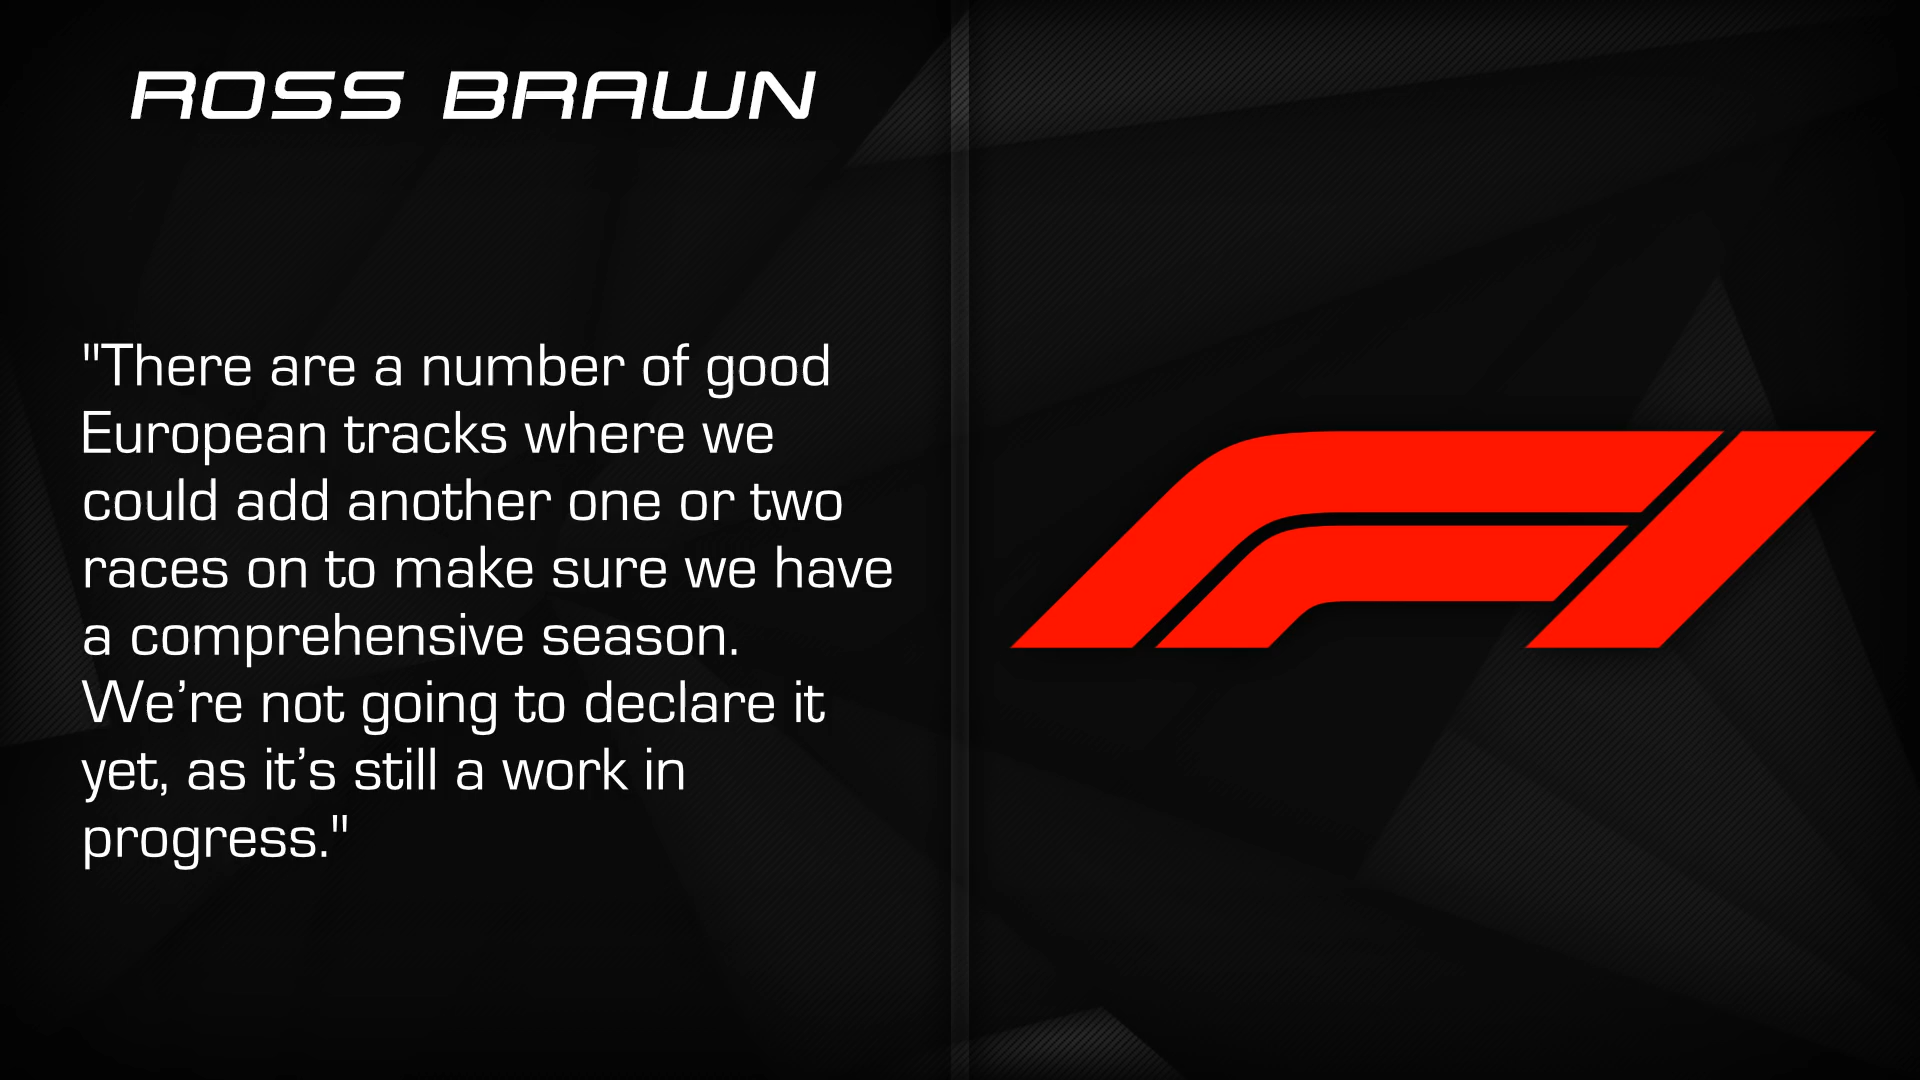 ROSS BRAWN
"There are a number of good
European tracks where we
could add another one or two
races on to make sure we have
a comprehensive season.
We’re not going to declare it
yet, as it’s still a work in
progress."
F1